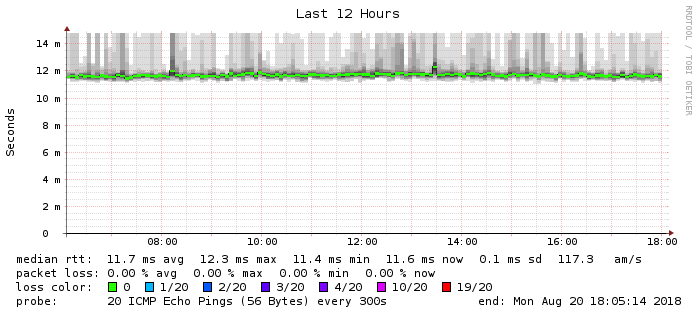 Last 12 Hours
RRDTOOL / TOBI OETIKER
Seconds
14 m
12 m
10 m
8 m
6 m
4 m
2 m
0
08:00 10:00 12:00 14:00 16:00 18:00
median rtt: 11.7 ms avg 12.3 ms max 11.4 ms min 11.6 ms now 0.1 ms sd 117.3 am/s
packet loss: 0.00 % avg 0.00 % max 0.00 % min 0.00 % now
loss color: 0 1/20 2/20 3/20 4/20 10/20 19/20
probe: 20 ICMP Echo Pings (56 Bytes) every 300s end: Mon Aug 20 18:05:14 2018